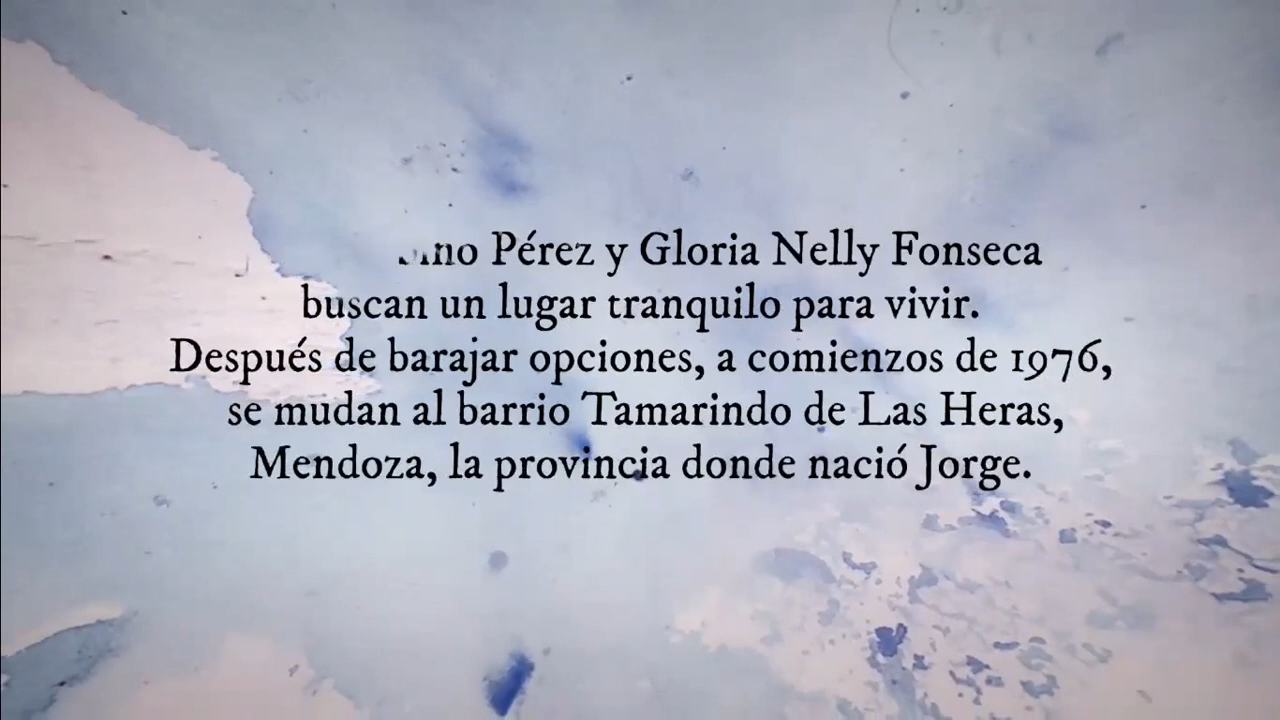 Pérez y Gloria Nelly Fonseca
buscan un lugar tranquilo para vivir.
Después de barajar opciones, a comienzos de 1976,
se mudan al barrio Tamarindo de Las Heras,
Mendoza, la provincia donde nació Jorge.